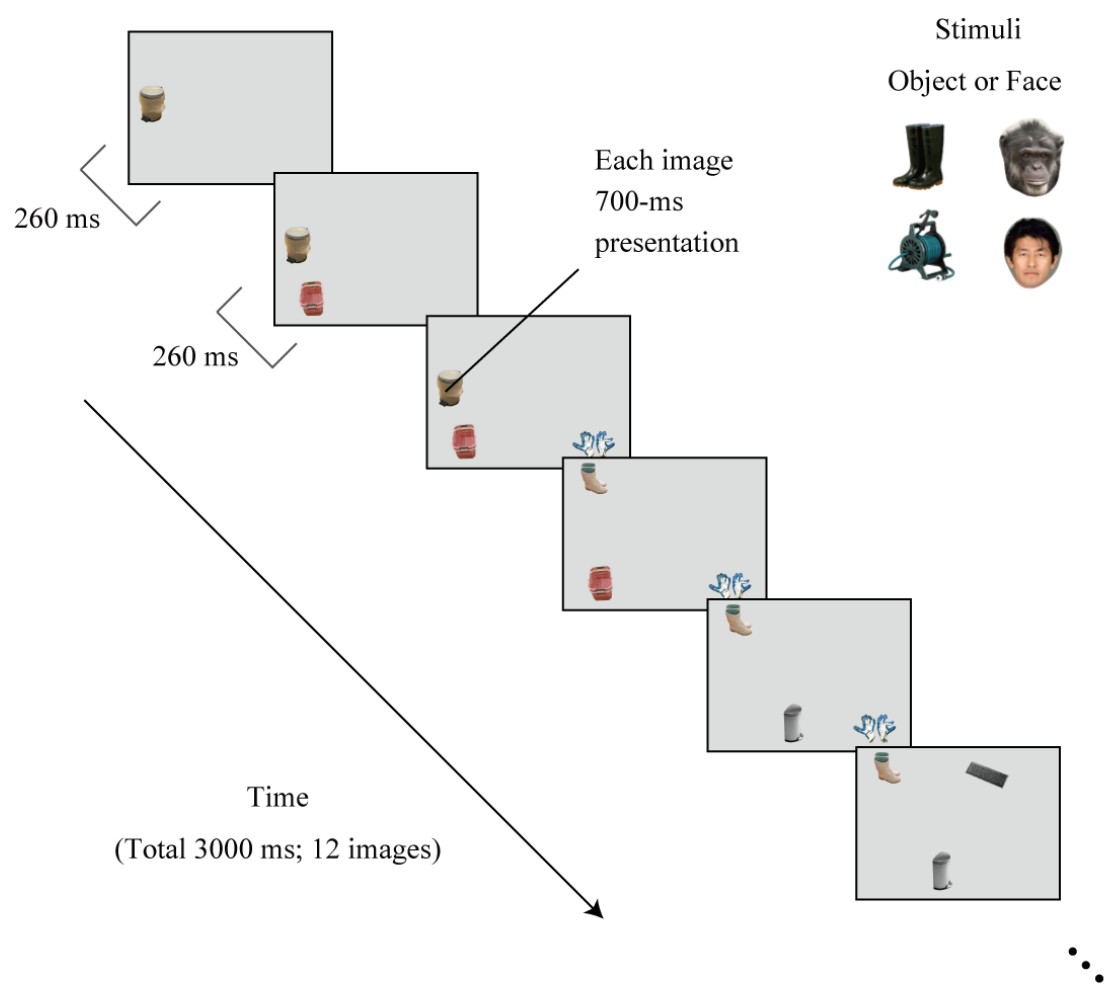 Stimuli
Object or Face
Each image
700-ms
presentation
260 ms
260 ms
Time
(Total 3000 ms; 12 images)